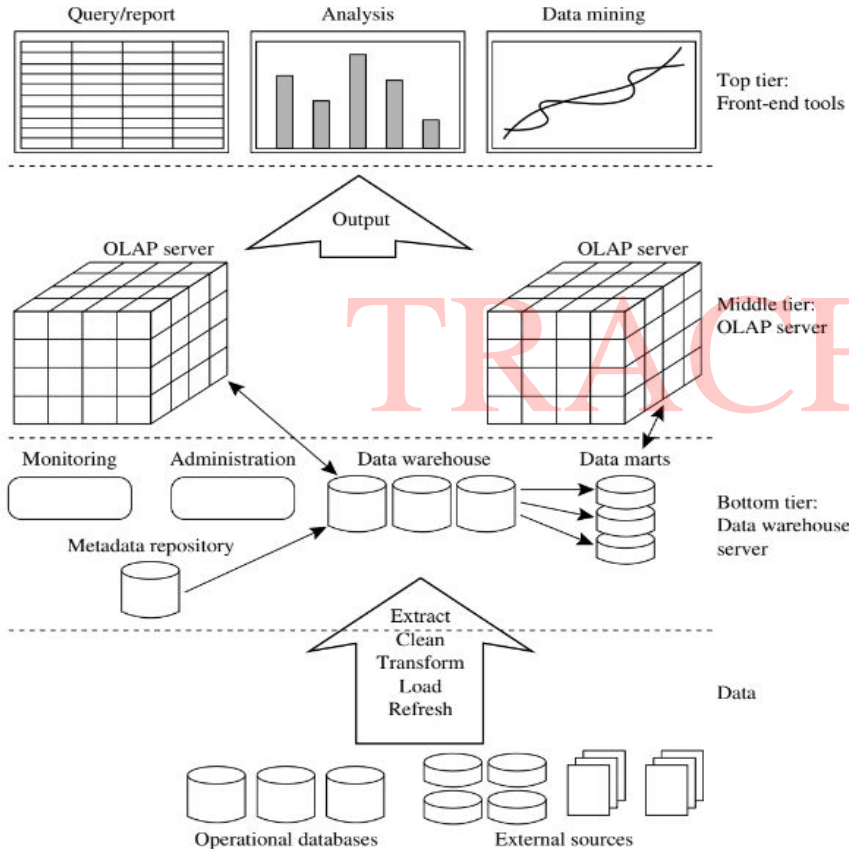 Query/report
Analysis
Data mining
Top tier:
Front-end tools
Output
OLAP server
OLAP server
Middle tier:
OLAP server
TRACE
Monitoring
Administration
Data warehouse
Data marts
Bottom tier:
Data warehouse
server
Metadata repository
Extract
Clean
Transform
Load
Refresh
Data
Operational databases
External sources